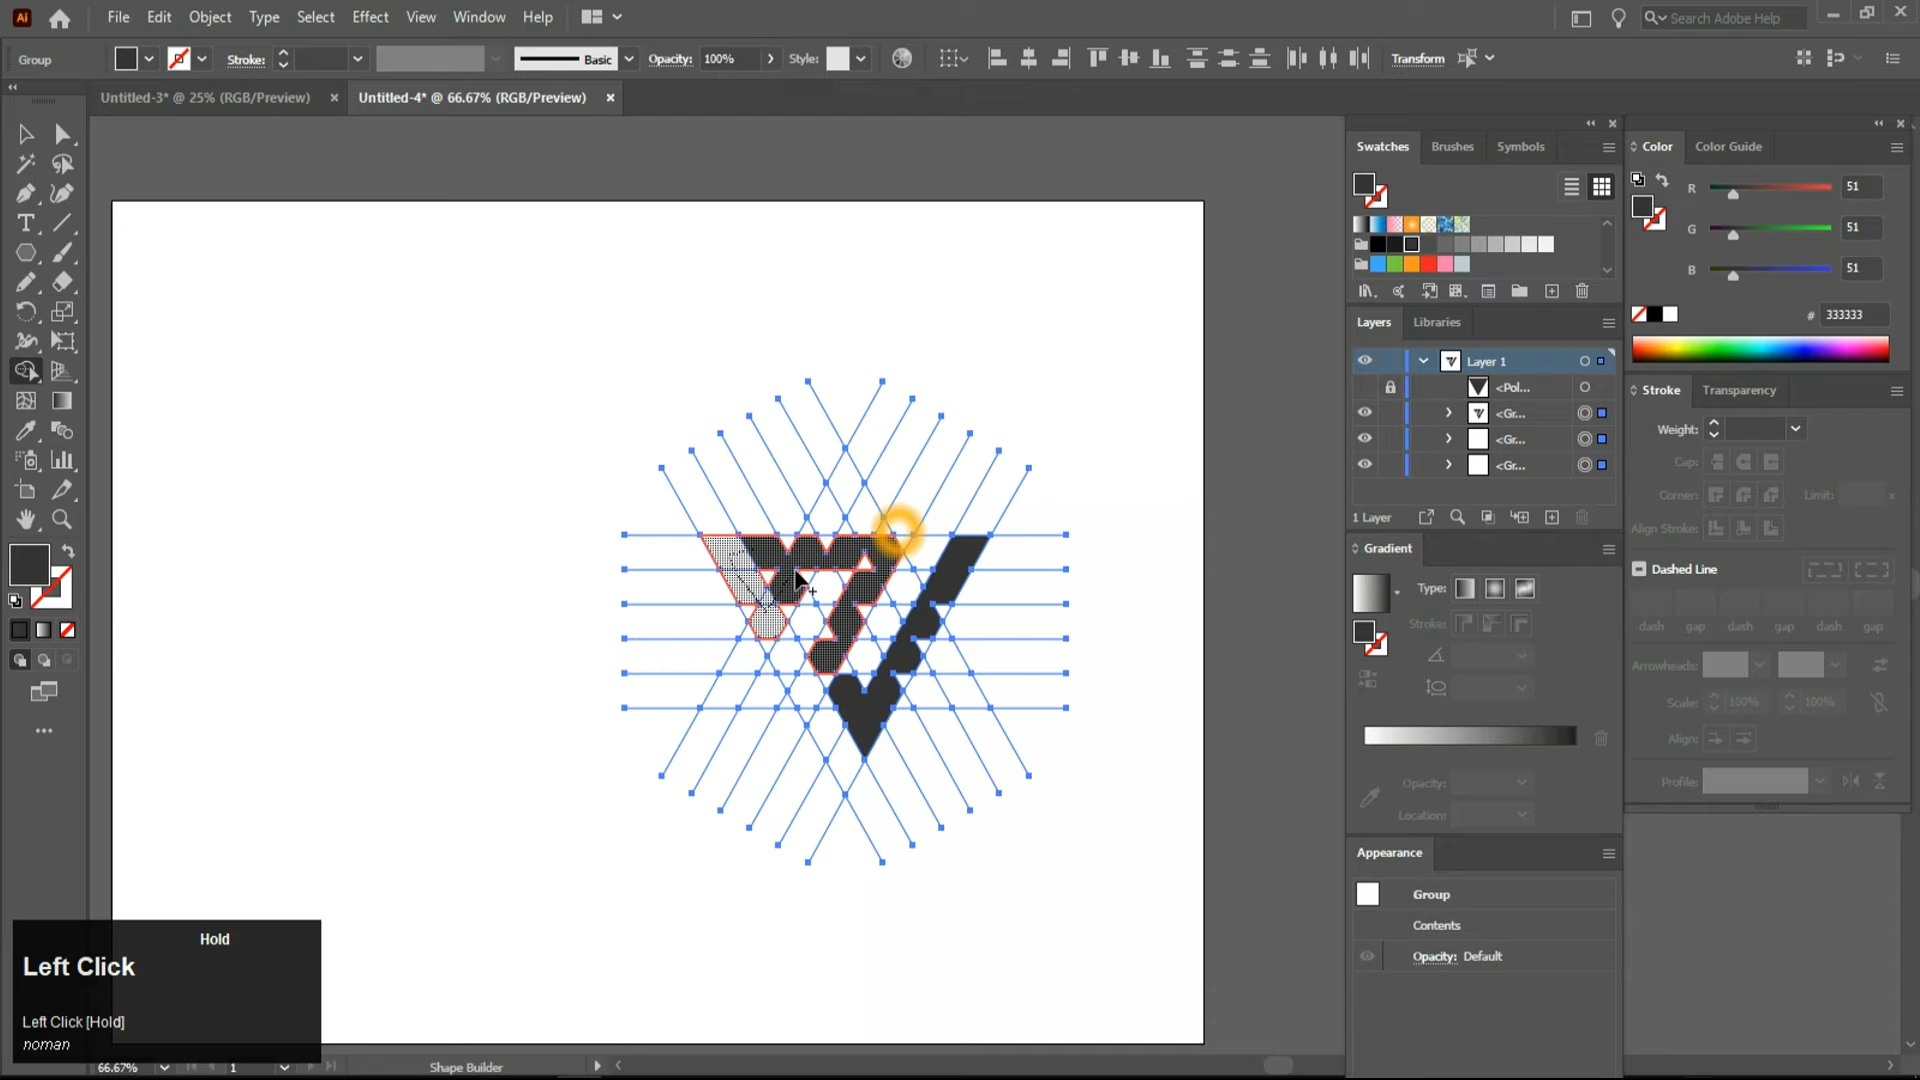 Ai File Edit Object Type Select Effect View Window Help Search Adobe Help
Group Stroke: Basic Opacity: 100% Style: Transform
Untitled-3* @ 25% (RGB/Preview) × Untitled-4* @ 66.67% (RGB/Preview) ×
Swatches Brushes Symbols
Color Color Guide
R 51
G 51
B 51
# 333333
Layers Libraries
Layer 1
<Pol...
<Gr...
<Gr...
<Gr...
1 Layer
Stroke Transparency
Weight:
Cap:
Corner: Limit: x
Align Stroke:
Dashed Line
dash gap dash gap dash gap
Arrowheads:
Scale: 100% 100%
Align:
Profile:
Gradient
Type:
Stroke:
Opacity:
Location:
Appearance
Group
Contents
Opacity: Default
Hold
Left Click
Left Click [Hold]
noman
66.67% 1 Shape Builder